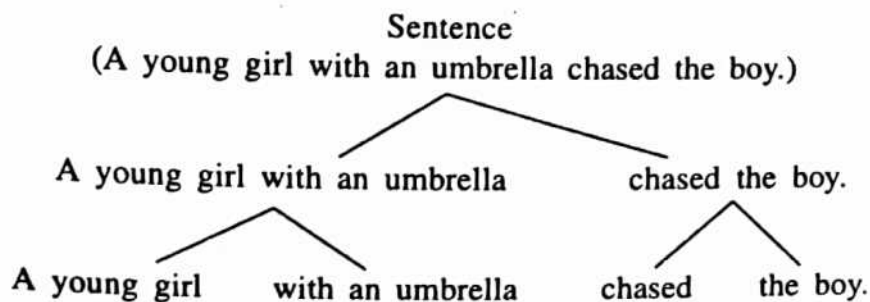 Sentence
(A young girl with an umbrella chased the boy.)
A young girl with an umbrella chased the boy.
A young girl with an umbrella chased the boy.